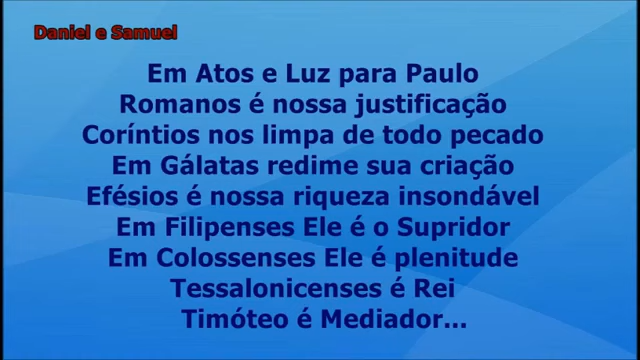 Daniel e Samuel
Em Atos e Luz para Paulo
Romanos é nossa justificação
Coríntios nos limpa de todo pecado
Em Gálatas redime sua criação
Efésios é nossa riqueza insondável
Em Filipenses Ele é o Supridor
Em Colossenses Ele é plenitude
Tessalonicenses é Rei
Timóteo é Mediador...